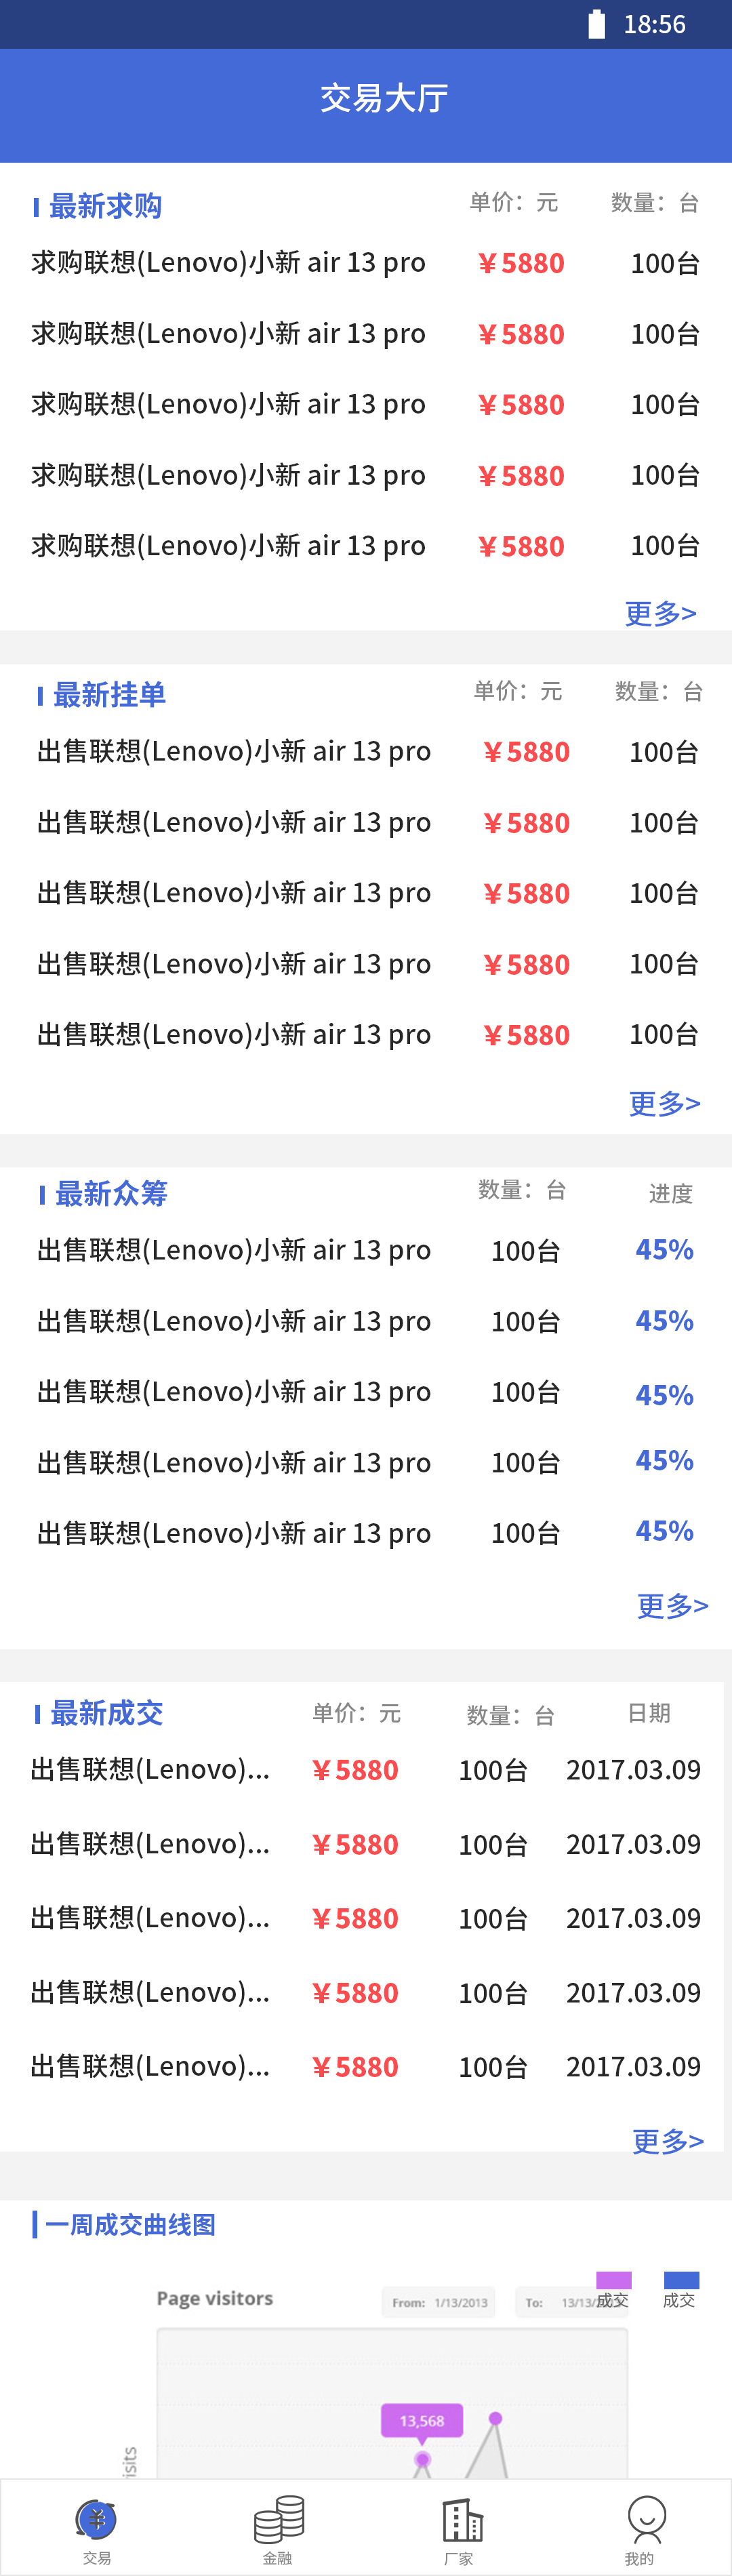 18:56
交易大厅
最新求购 单价：元 数量：台
求购联想(Lenovo)小新 air 13 pro ￥5880 100台
求购联想(Lenovo)小新 air 13 pro ￥5880 100台
求购联想(Lenovo)小新 air 13 pro ￥5880 100台
求购联想(Lenovo)小新 air 13 pro ￥5880 100台
求购联想(Lenovo)小新 air 13 pro ￥5880 100台
更多>
最新挂单 单价：元 数量：台
出售联想(Lenovo)小新 air 13 pro ￥5880 100台
出售联想(Lenovo)小新 air 13 pro ￥5880 100台
出售联想(Lenovo)小新 air 13 pro ￥5880 100台
出售联想(Lenovo)小新 air 13 pro ￥5880 100台
出售联想(Lenovo)小新 air 13 pro ￥5880 100台
更多>
最新众筹 数量：台 进度
出售联想(Lenovo)小新 air 13 pro 100台 45%
出售联想(Lenovo)小新 air 13 pro 100台 45%
出售联想(Lenovo)小新 air 13 pro 100台 45%
出售联想(Lenovo)小新 air 13 pro 100台 45%
出售联想(Lenovo)小新 air 13 pro 100台 45%
更多>
最新成交 单价：元 数量：台 日期
出售联想(Lenovo)... ￥5880 100台 2017.03.09
出售联想(Lenovo)... ￥5880 100台 2017.03.09
出售联想(Lenovo)... ￥5880 100台 2017.03.09
出售联想(Lenovo)... ￥5880 100台 2017.03.09
出售联想(Lenovo)... ￥5880 100台 2017.03.09
更多>
一周成交曲线图
Page visitors From: 1/13/2013 To: 成交 成交
13,568
交易 金融 厂家 我的